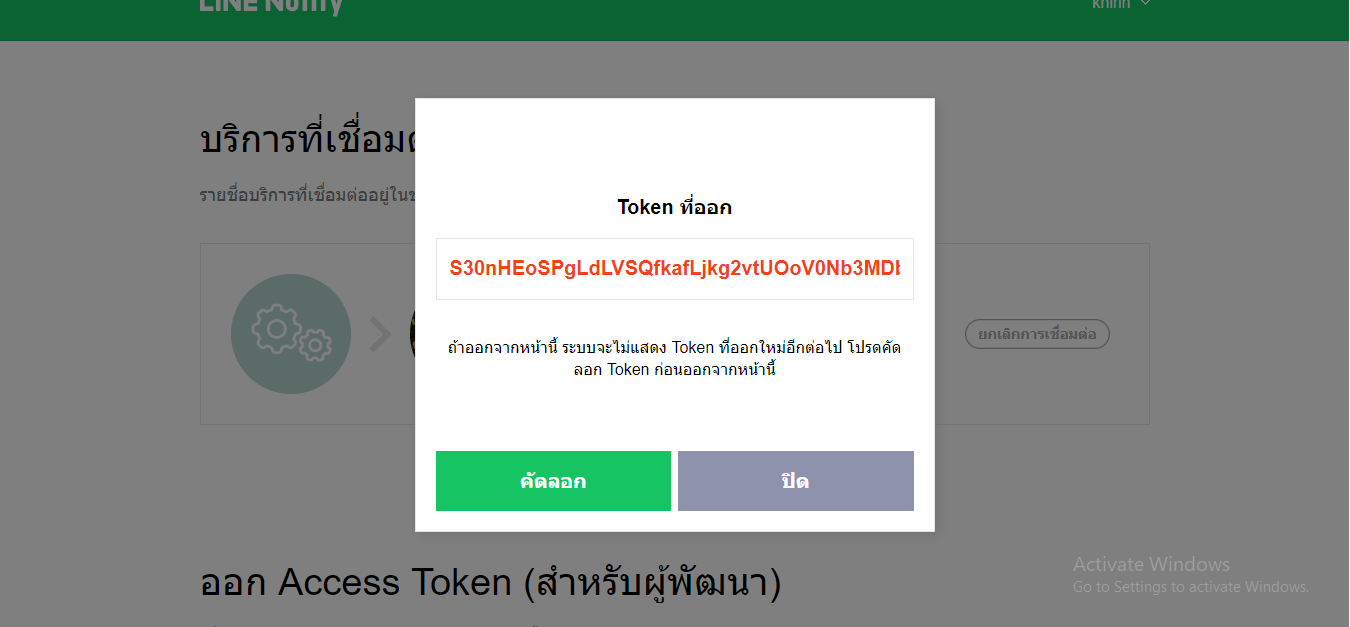 LINE Notify
khirin
บริการที่เชื่อมต
รายชื่อบริการที่เชื่อมต่ออยู่ใน
Token ที่ออก
S30nHEoSPgLdLVSQfkafLjkg2vtUOoV0Nb3MDb
ถ้าออกจากหน้านี้ ระบบจะไม่แสดง Token ที่ออกใหม่อีกต่อไป โปรดคัด
ลอก Token ก่อนออกจากหน้านี้
ยกเลิกการเชื่อมต่อ
คัดลอก
ปิด
ออก Access Token (สำหรับผู้พัฒนา)
Activate Windows
Go to Settings to activate Windows.